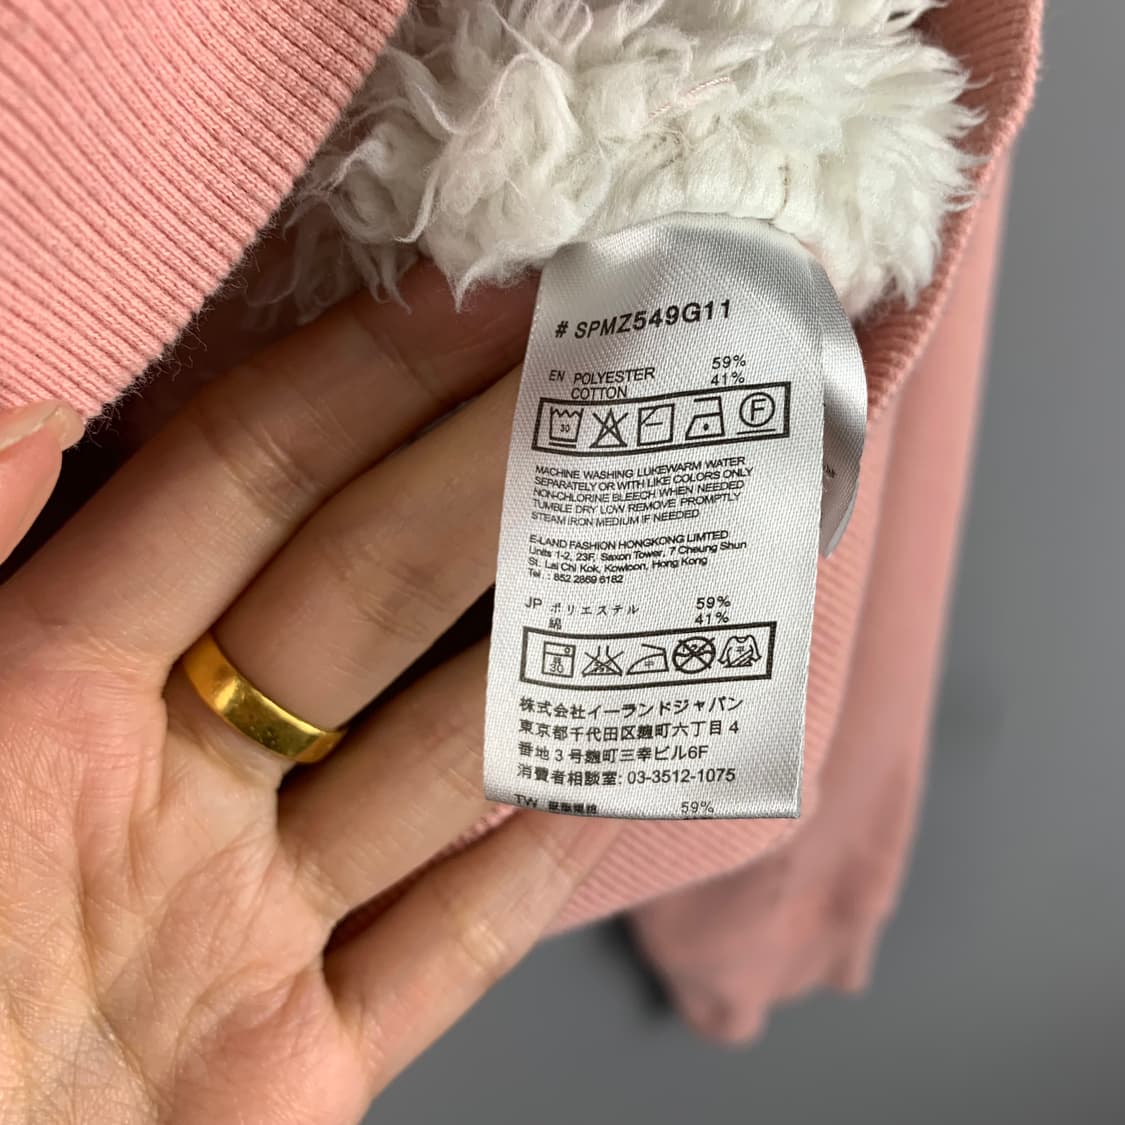 # SPMZ549G11
EN POLYESTER 59%
COTTON 41%
30 F
MACHINE WASHING LUKEWARM WATER
SEPARATELY OR WITH LIKE COLORS ONLY
NON-CHLORINE BLEECH WHEN NEEDED
TUMBLE DRY LOW REMOVE PROMPTLY
STEAM IRON MEDIUM IF NEEDED
E-LAND FASHION HONGKONG LIMTED
Units 1-2, 23F, Saxon Tower, 7 Cheung Shun
St. Lai Chi Kok, Kowloon, Hong Kong
Tel : 852 2869 6182
JP ポリエステル 59%
綿 41%
30 中
株式会社イーランドジャパン
東京都千代田区麹町六丁目 4
番地 3 号麹町三幸ビル6F
消費者相談室: 03-3512-1075
TW 59%